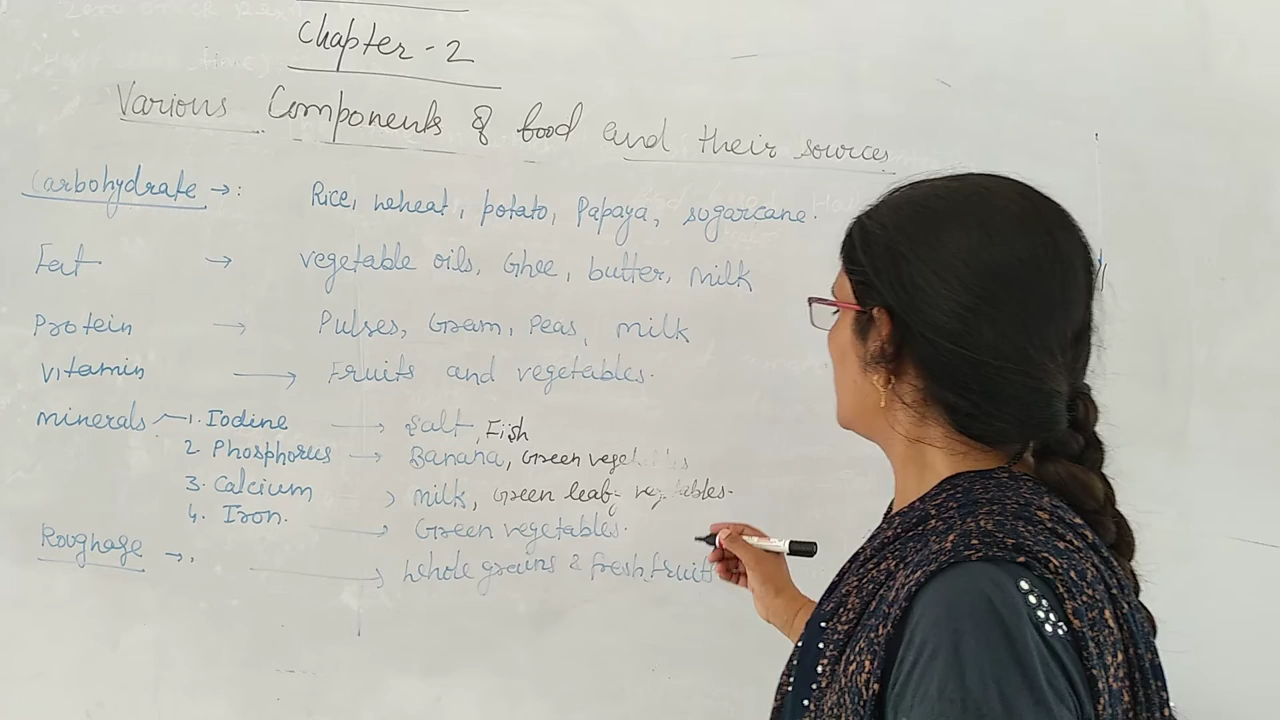 Chapter - 2
Various Components of food and their sources
Carbohydrate →: Rice, wheat, potato, Papaya, sugarcane.
Fat → vegetable oils, Ghee, butter, Milk
Protein → Pulses, Gram, Peas, milk
Vitamin → Fruits and vegetables.
minerals 1. Iodine → Salt, Fish
2. Phosphorus → Banana, Green vegetables
3. Calcium → milk, Green leafy vegetables.
4. Iron. → Green vegetables.
Roughage →: → whole grains & fresh fruits